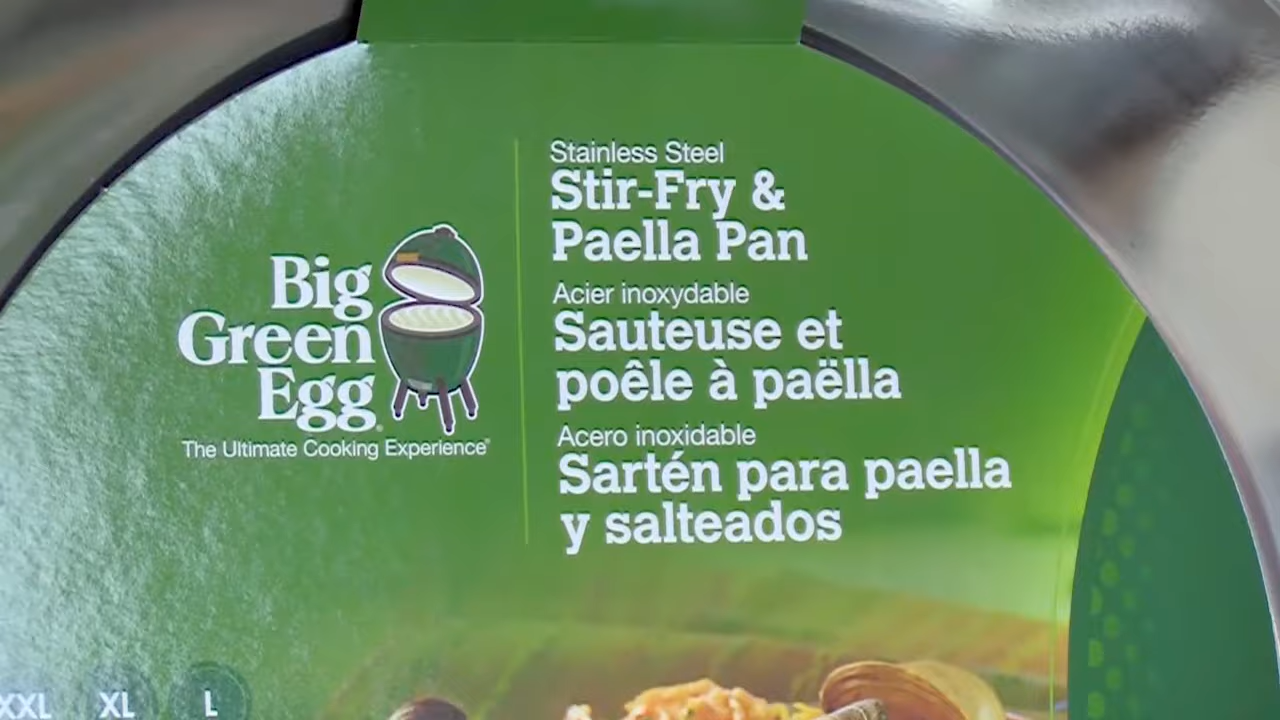 Big
Green
Egg®
The Ultimate Cooking Experience®
Stainless Steel
Stir-Fry &
Paella Pan
Acier inoxydable
Sauteuse et
poêle à paëlla
Acero inoxidable
Sartén para paella
y salteados
XXL XL L